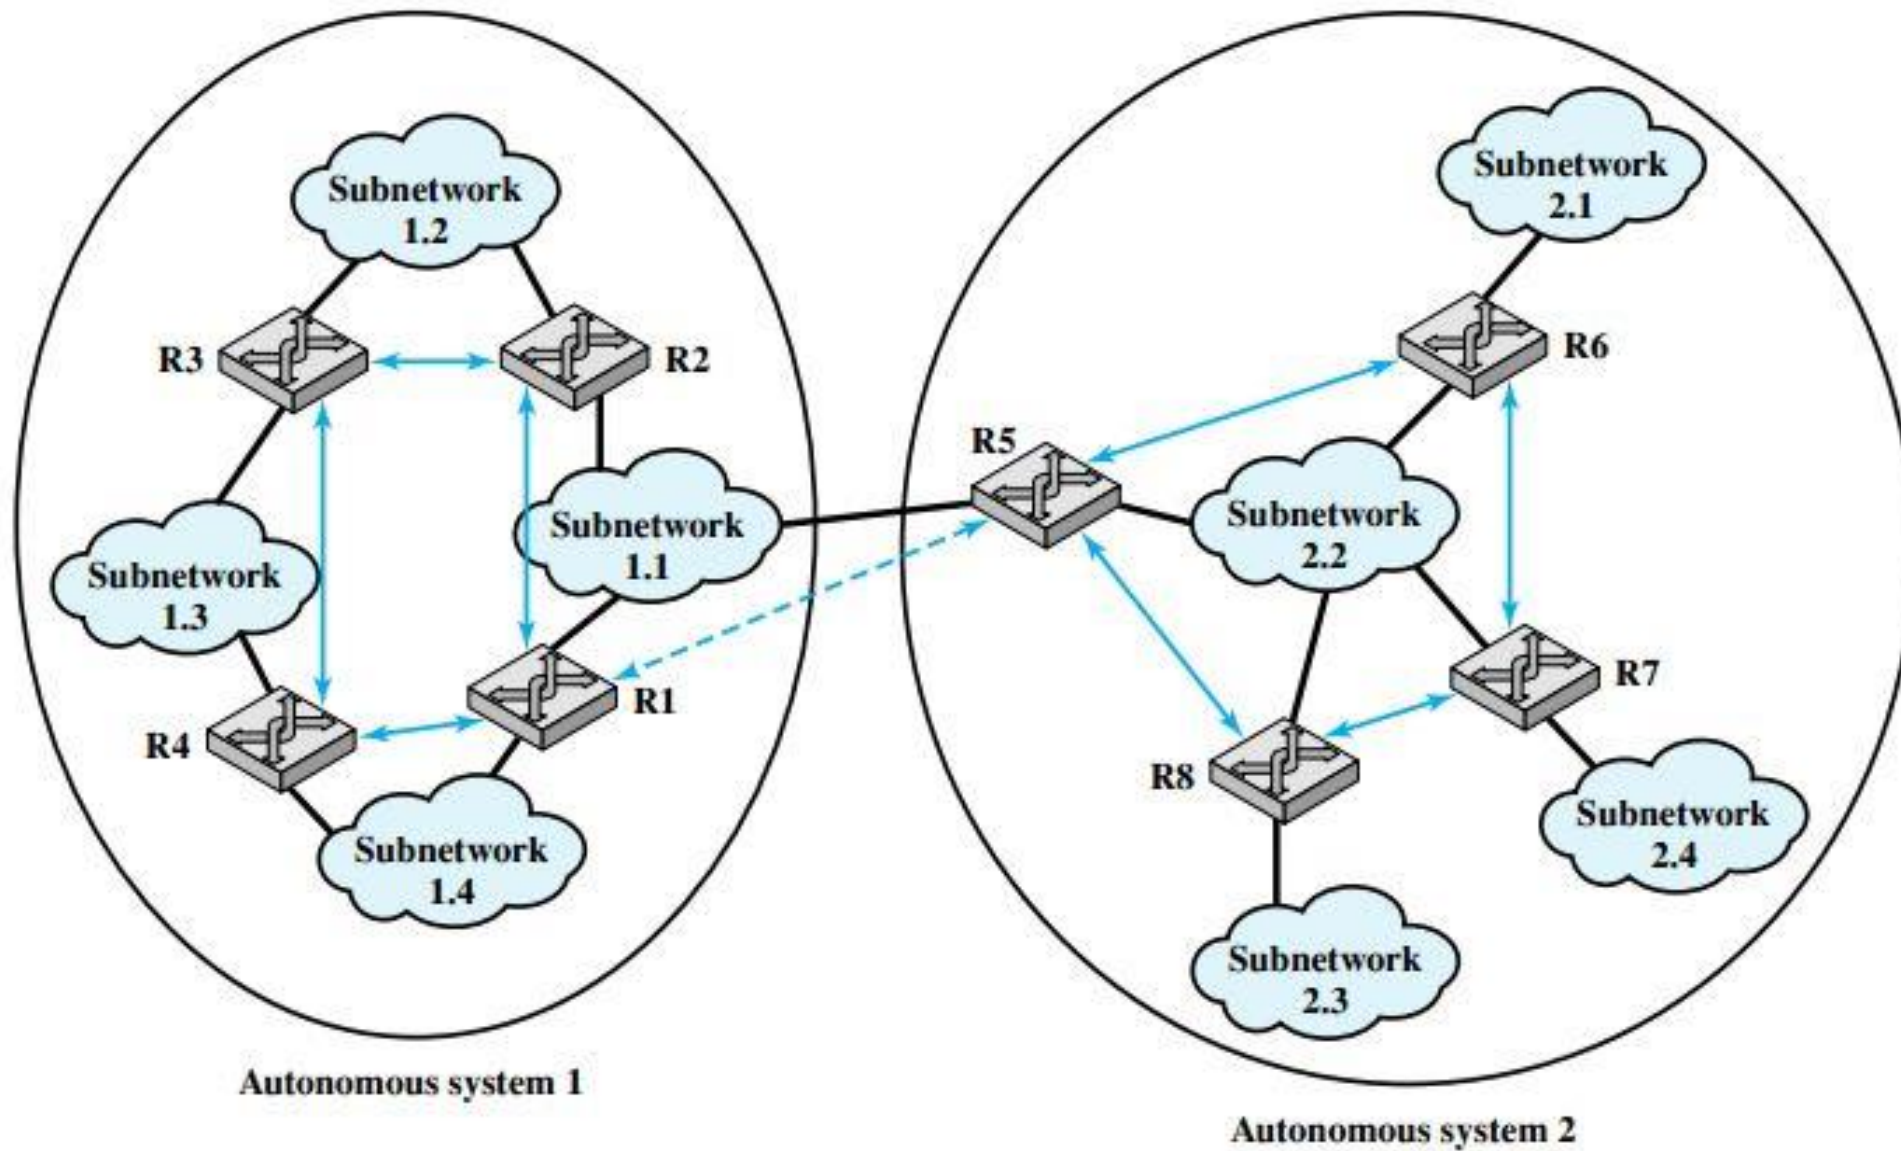 Subnetwork
1.2
R3
R2
Subnetwork
1.1
Subnetwork
1.3
R1
R4
Subnetwork
1.4
Autonomous system 1
Subnetwork
2.1
R6
R5
Subnetwork
2.2
R7
R8
Subnetwork
2.4
Subnetwork
2.3
Autonomous system 2